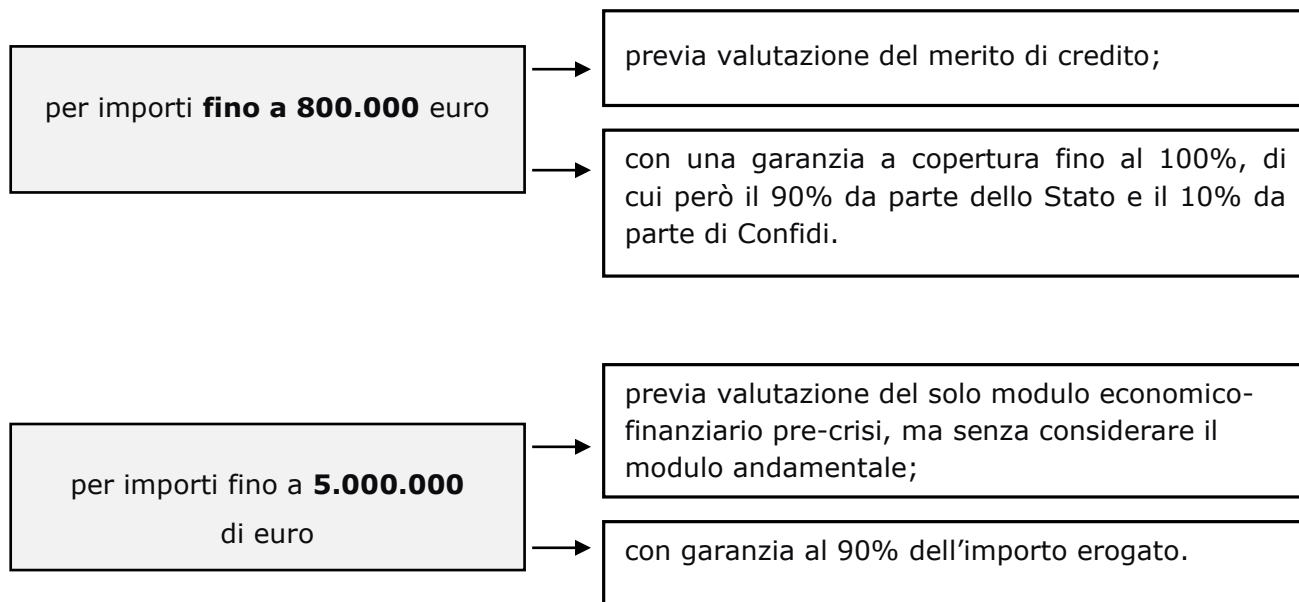 per importi fino a 800.000 euro
previa valutazione del merito di credito;
con una garanzia a copertura fino al 100%, di
cui però il 90% da parte dello Stato e il 10% da
parte di Confidi.
per importi fino a 5.000.000
di euro
previa valutazione del solo modulo economico-
finanziario pre-crisi, ma senza considerare il
modulo andamentale;
con garanzia al 90% dell’importo erogato.